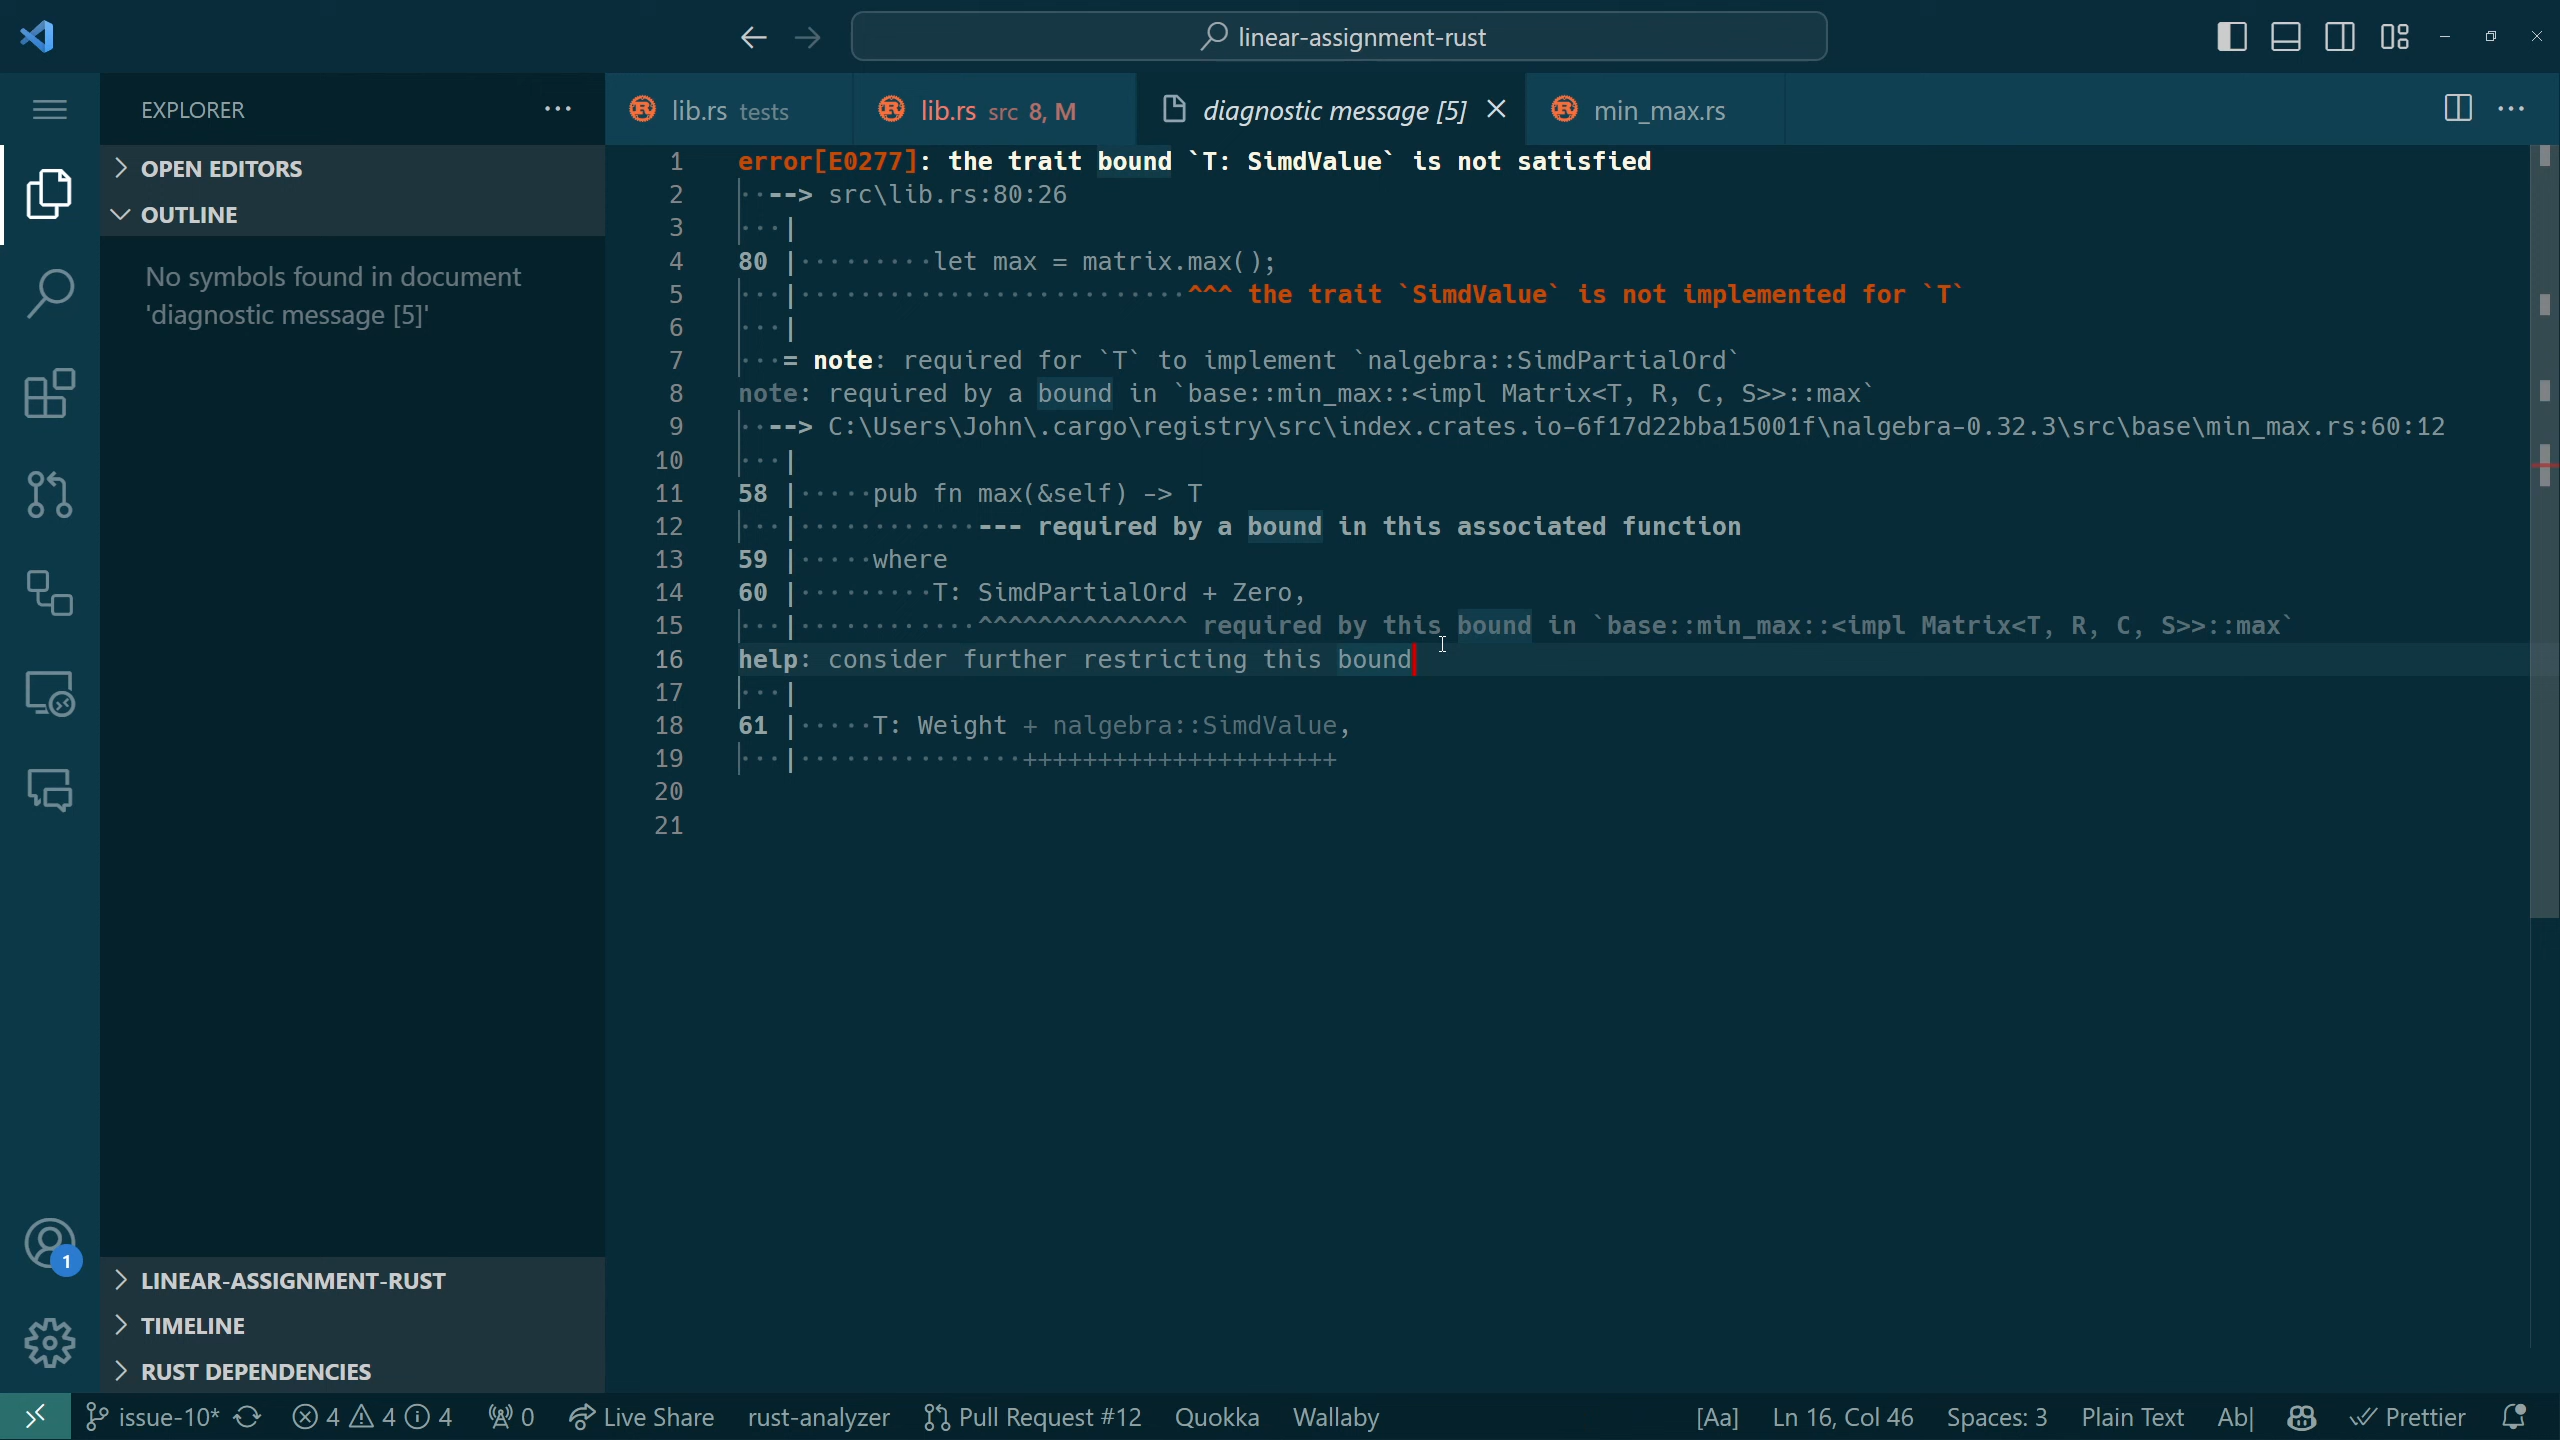 linear-assignment-rust
EXPLORER
lib.rs tests
lib.rs src 8, M
diagnostic message [5]
min_max.rs
OPEN EDITORS
OUTLINE
No symbols found in document
'diagnostic message [5]'
1 error[E0277]: the trait bound `T: SimdValue` is not satisfied
2 ··--> src\lib.rs:80:26
3 ···|
4 80 |·········let max = matrix.max();
5 ···|··························^^^ the trait `SimdValue` is not implemented for `T`
6 ···|
7 ···= note: required for `T` to implement `nalgebra::SimdPartialOrd`
8 note: required by a bound in `base::min_max::<impl Matrix<T, R, C, S>>::max`
9 ··--> C:\Users\John\.cargo\registry\src\index.crates.io-6f17d22bba15001f\nalgebra-0.32.3\src\base\min_max.rs:60:12
10 ···|
11 58 |·····pub fn max(&self) -> T
12 ···|············--- required by a bound in this associated function
13 59 |·····where
14 60 |·········T: SimdPartialOrd + Zero,
15 ···|············^^^^^^^^^^^^^^ required by this bound in `base::min_max::<impl Matrix<T, R, C, S>>::max`
16 help: consider further restricting this bound
17 ···|
18 61 |·····T: Weight + nalgebra::SimdValue,
19 ···|···············+++++++++++++++++++++
20
21
1
LINEAR-ASSIGNMENT-RUST
TIMELINE
RUST DEPENDENCIES
issue-10* 4 4 4 0 Live Share rust-analyzer Pull Request #12 Quokka Wallaby [Aa] Ln 16, Col 46 Spaces: 3 Plain Text Ab| Prettier